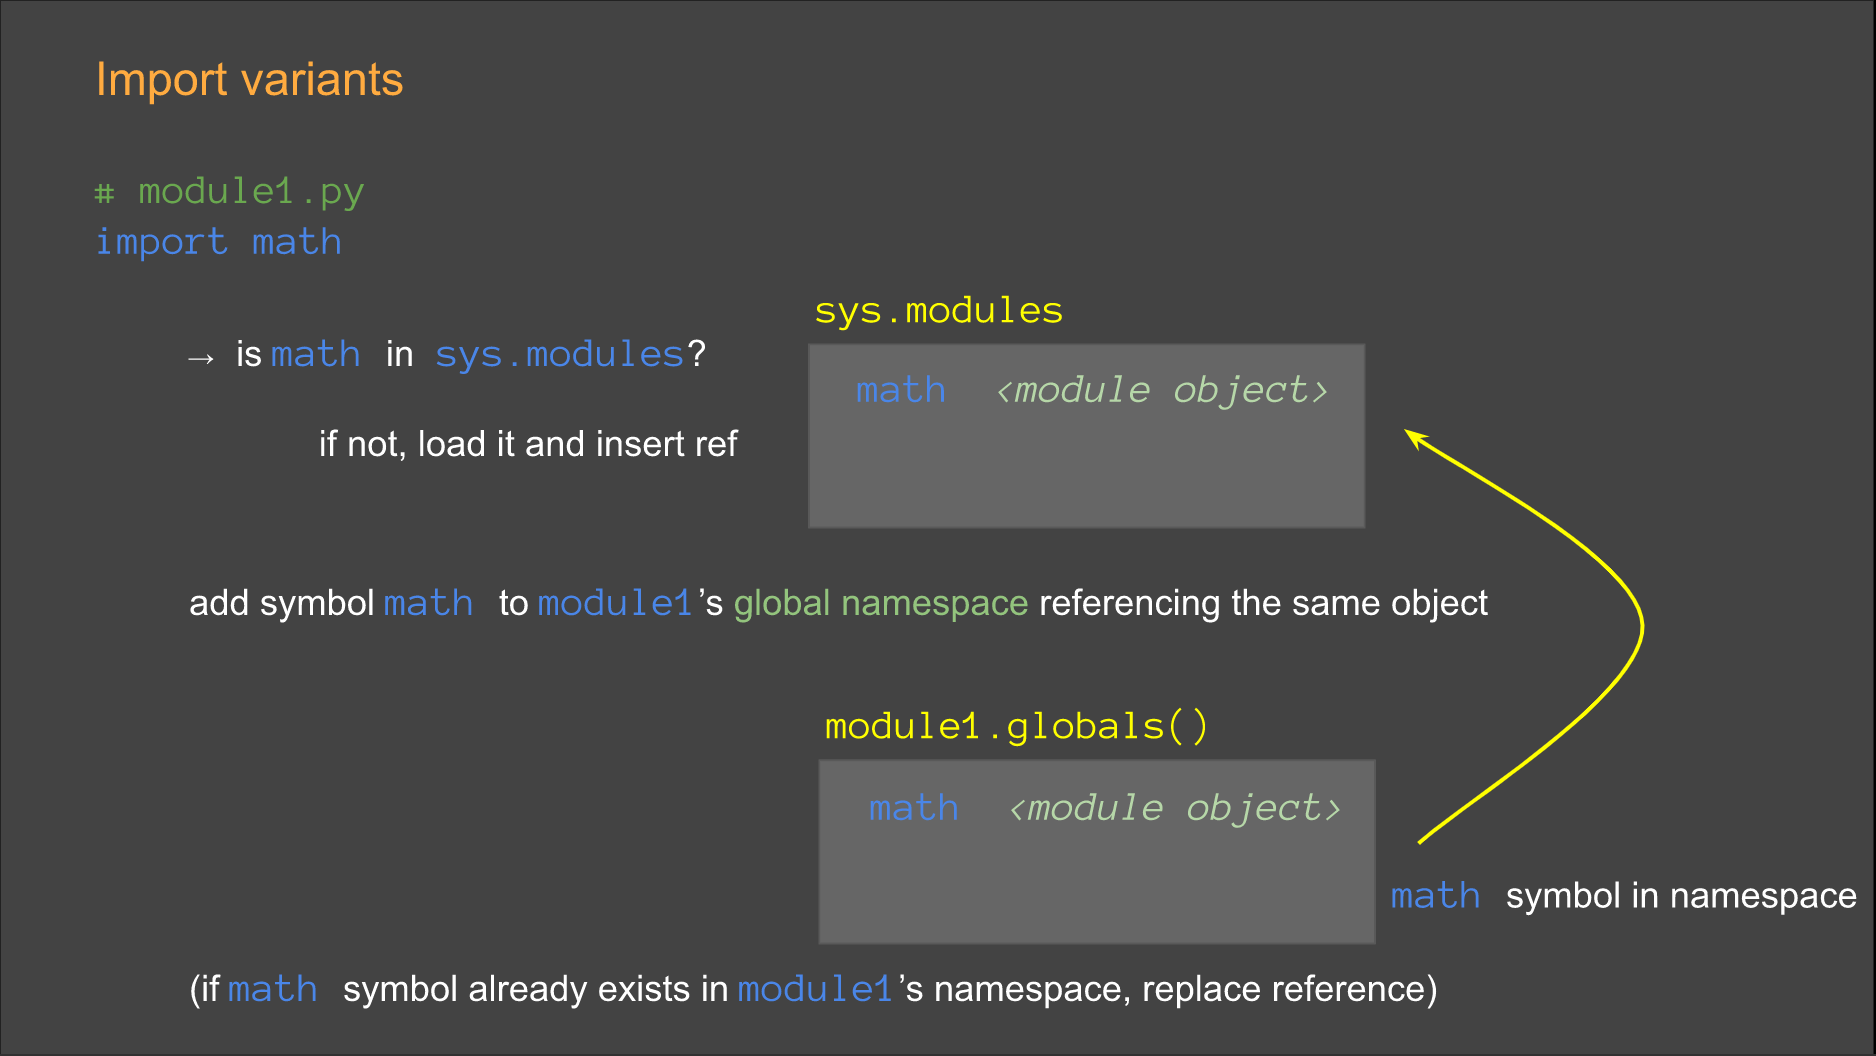 Import variants
# module1.py
import math
sys.modules
→ is math in sys.modules?
math <module object>
if not, load it and insert ref
add symbol math to module1's global namespace referencing the same object
module1.globals()
math <module object>
math symbol in namespace
(if math symbol already exists in module1's namespace, replace reference)